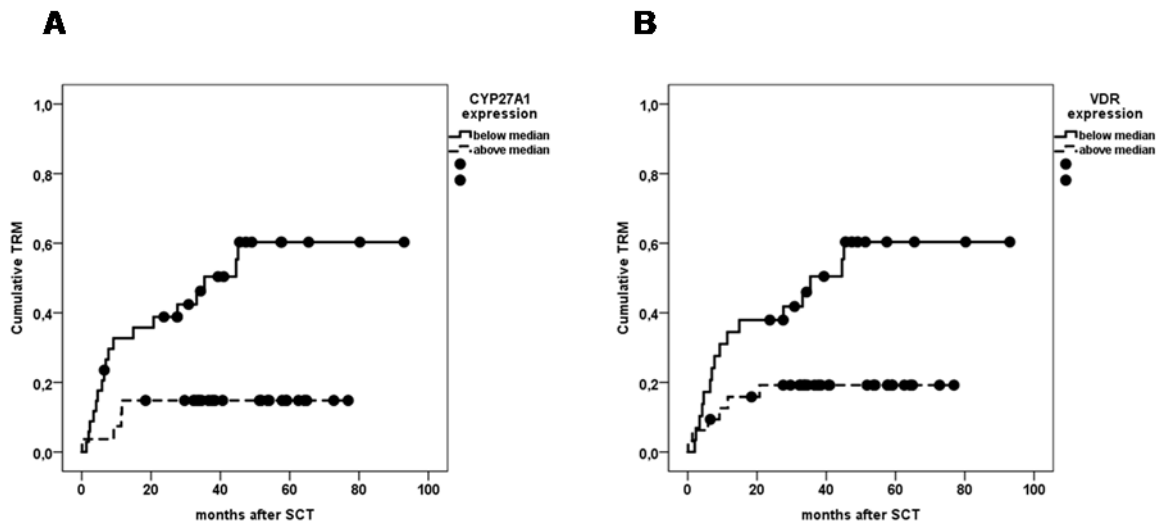 A
CYP27A1
expression
below median
above median
1,0
0,8
0,6
0,4
0,2
0,0
Cumulative TRM
0 20 40 60 80 100
months after SCT
B
VDR
expression
below median
above median
1,0
0,8
0,6
0,4
0,2
0,0
Cumulative TRM
0 20 40 60 80 100
months after SCT